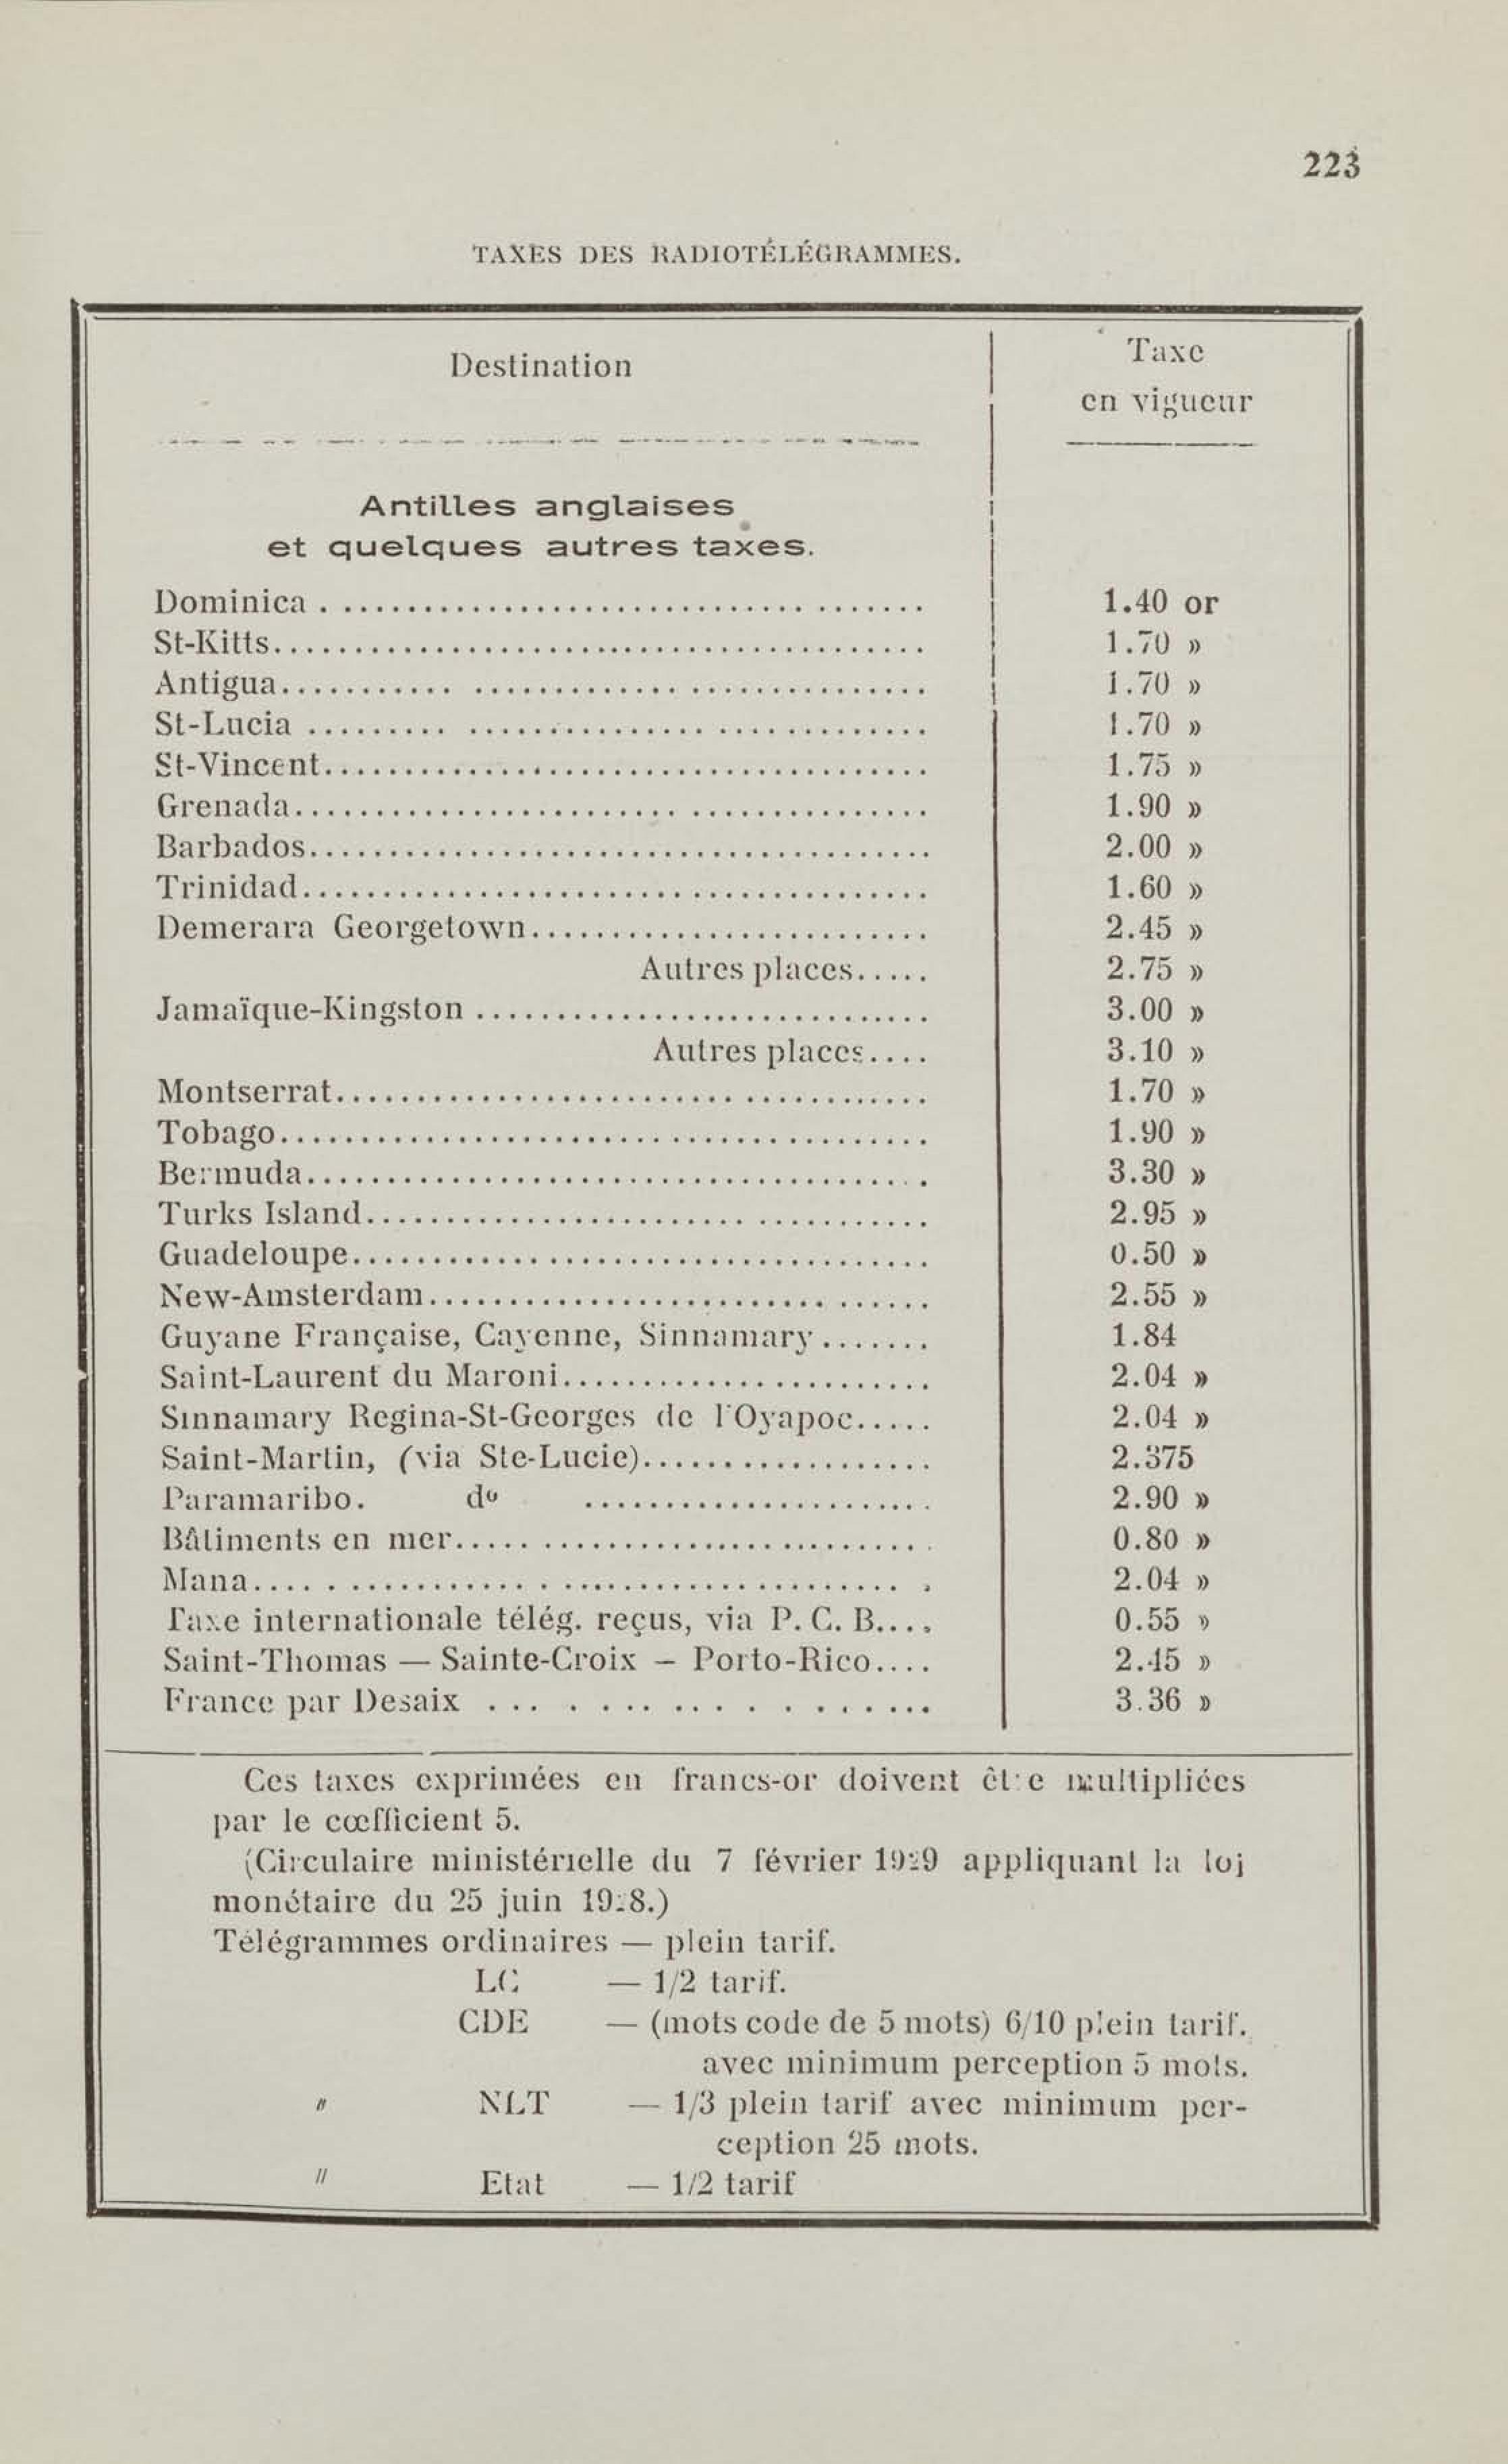 223
TAXES DES RADIOTÉLÉGRAMMES.
Destination
Taxe
en vigueur
Antilles anglaises
et quelques autres taxes.
Dominica . .................................... 1.40 or
St-Kitts......................................... 1.70 »
Antigua......................................... 1.70 »
St-Lucia ....................................... 1.70 »
St-Vincent...................................... 1.75 »
Grenada........................................ 1.90 »
Barbados....................................... 2.00 »
Trinidad........................................ 1.60 »
Demerara Georgetown......................... 2.45 »
Autres places..... 2.75 »
Jamaïque-Kingston ............................. 3.00 »
Autres places.... 3.10 »
Montserrat..................................... 1.70 »
Tobago......................................... 1.90 »
Bermuda....................................... 3.30 »
Turks Island................................... 2.95 »
Guadeloupe.................................... 0.50 »
New-Amsterdam............................... 2.55 »
Guyane Française, Cayenne, Sinnamary ....... 1.84
Saint-Laurent du Maroni....................... 2.04 »
Sinnamary Regina-St-Georges de l'Oyapoc..... 2.04 »
Saint-Martin, (via Ste-Lucie).................. 2.375
Paramaribo. do ...................... 2.90 »
Bâtiments en mer.............................. 0.80 »
Mana.......................................... 2.04 »
Taxe internationale télég. reçus, via P. C. B.... 0.55 »
Saint-Thomas — Sainte-Croix – Porto-Rico.... 2.45 »
France par Desaix ... . .... ... . . . .... 3.36 »
Ces taxes exprimées en francs-or doivent être multipliées
par le cœfficient 5.
(Circulaire ministérielle du 7 février 1929 appliquant la loi
monétaire du 25 juin 1928.)
Télégrammes ordinaires — plein tarif.
LC — 1/2 tarif.
CDE — (mots code de 5 mots) 6/10 plein tarif.
avec minimum perception 5 mots.
" NLT — 1/3 plein tarif avec minimum per-
ception 25 mots.
" Etat — 1/2 tarif